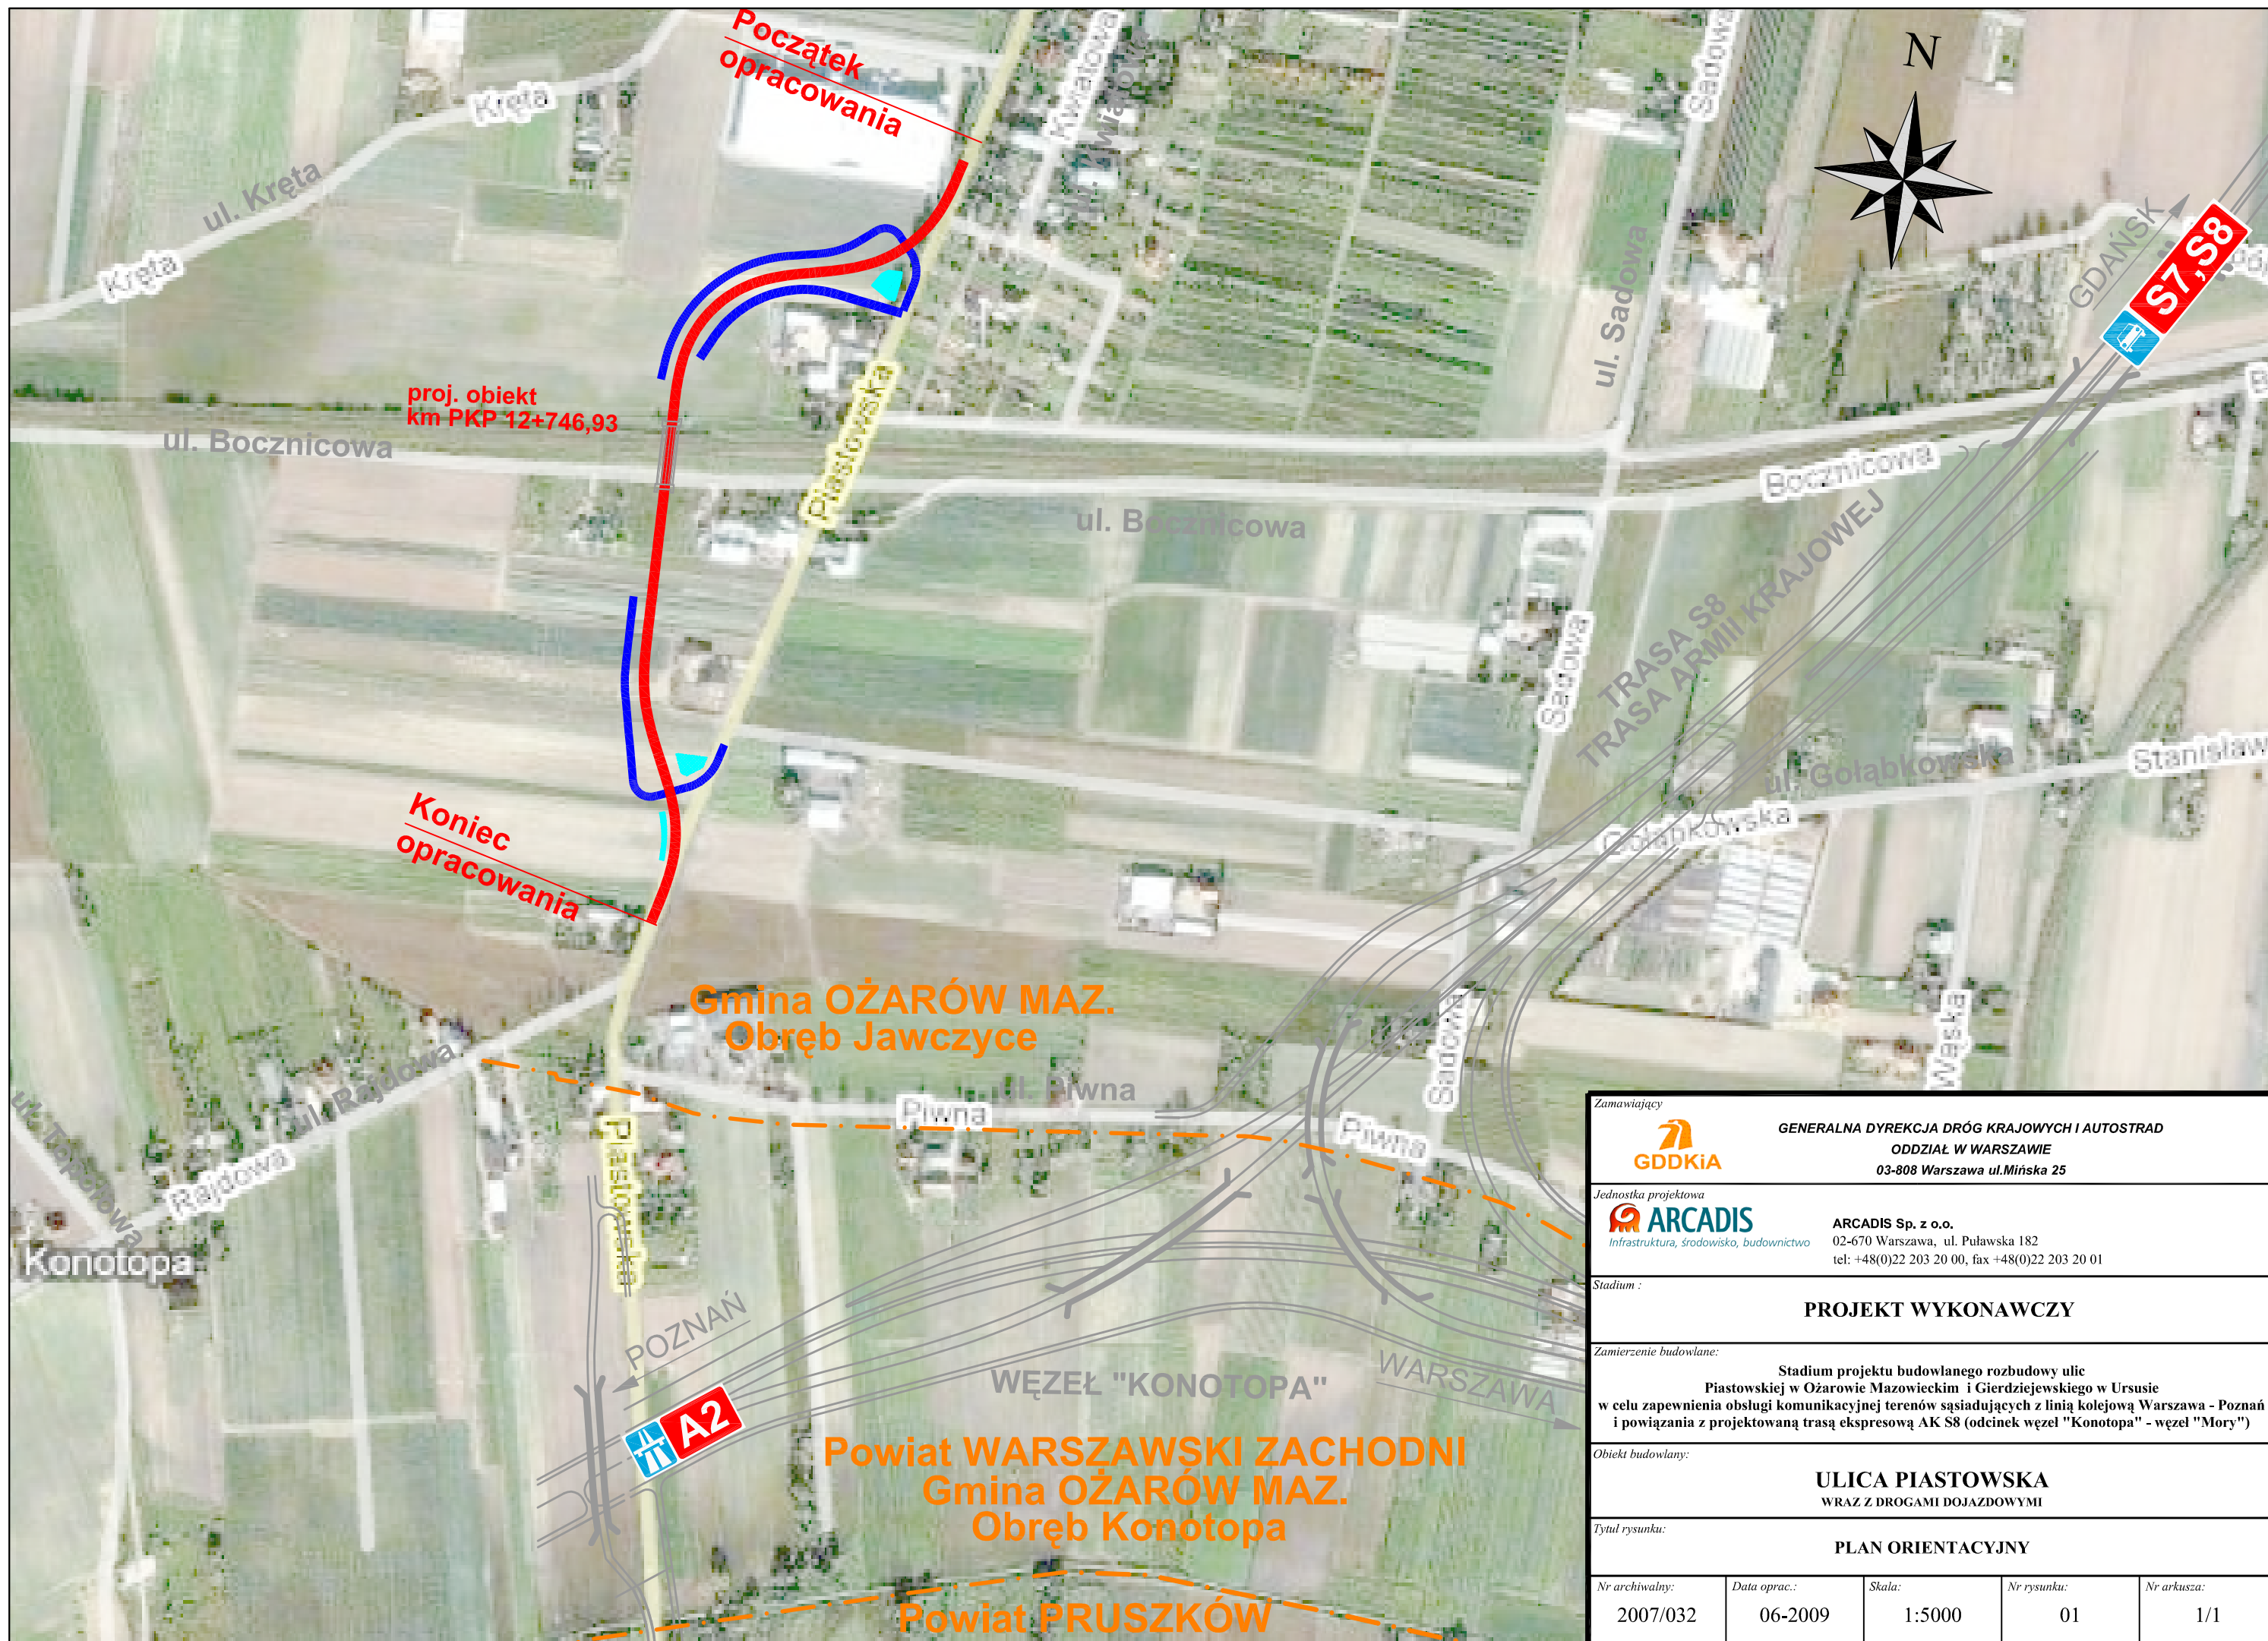 Początek
opracowania
Kręta
ul. Kręta
Kręta
Kwiatowa
Sadowa
ul. Sadowa
N
GDAŃSK
S7,S8
proj. obiekt
km PKP 12+746,93
ul. Bocznicowa
Piastowska
ul. Bocznicowa
Bocznicowa
TRASA S8
TRASA ARMII KRAJOWEJ
Sadowa
ul. Gołąbkowska
Gołąbkowska
Stanisław
Koniec
opracowania
Gmina OŻARÓW MAZ.
Obręb Jawczyce
ul. Rajdowa
Rajdowa
ul. Topolowa
Konotopa
Piastowska
ul. Piwna
Piwna
Piwna
Sadowa
Wąska
POZNAŃ
A2
WĘZEŁ "KONOTOPA"
WARSZAWA
Powiat WARSZAWSKI ZACHODNI
Gmina OŻARÓW MAZ.
Obręb Konotopa
Powiat PRUSZKÓW
Zamawiający
GDDKiA
GENERALNA DYREKCJA DRÓG KRAJOWYCH I AUTOSTRAD
ODDZIAŁ W WARSZAWIE
03-808 Warszawa ul.Mińska 25
Jednostka projektowa
ARCADIS
Infrastruktura, środowisko, budownictwo
ARCADIS Sp. z o.o.
02-670 Warszawa, ul. Puławska 182
tel: +48(0)22 203 20 00, fax +48(0)22 203 20 01
Stadium :
PROJEKT WYKONAWCZY
Zamierzenie budowlane:
Stadium projektu budowlanego rozbudowy ulic
Piastowskiej w Ożarowie Mazowieckim i Gierdziejewskiego w Ursusie
w celu zapewnienia obsługi komunikacyjnej terenów sąsiadujących z linią kolejową Warszawa - Poznań
i powiązania z projektowaną trasą ekspresową AK S8 (odcinek węzeł "Konotopa" - węzeł "Mory")
Obiekt budowlany:
ULICA PIASTOWSKA
WRAZ Z DROGAMI DOJAZDOWYMI
Tytuł rysunku:
PLAN ORIENTACYJNY
Nr archiwalny:
2007/032
Data oprac.:
06-2009
Skala:
1:5000
Nr rysunku:
01
Nr arkusza:
1/1